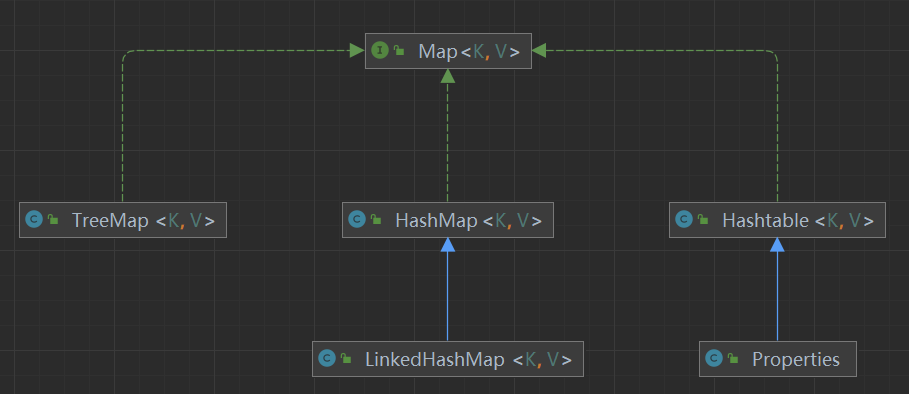 I Map<K, V>
C TreeMap <K, V>
C HashMap <K, V>
C Hashtable <K, V>
C LinkedHashMap <K, V>
C Properties